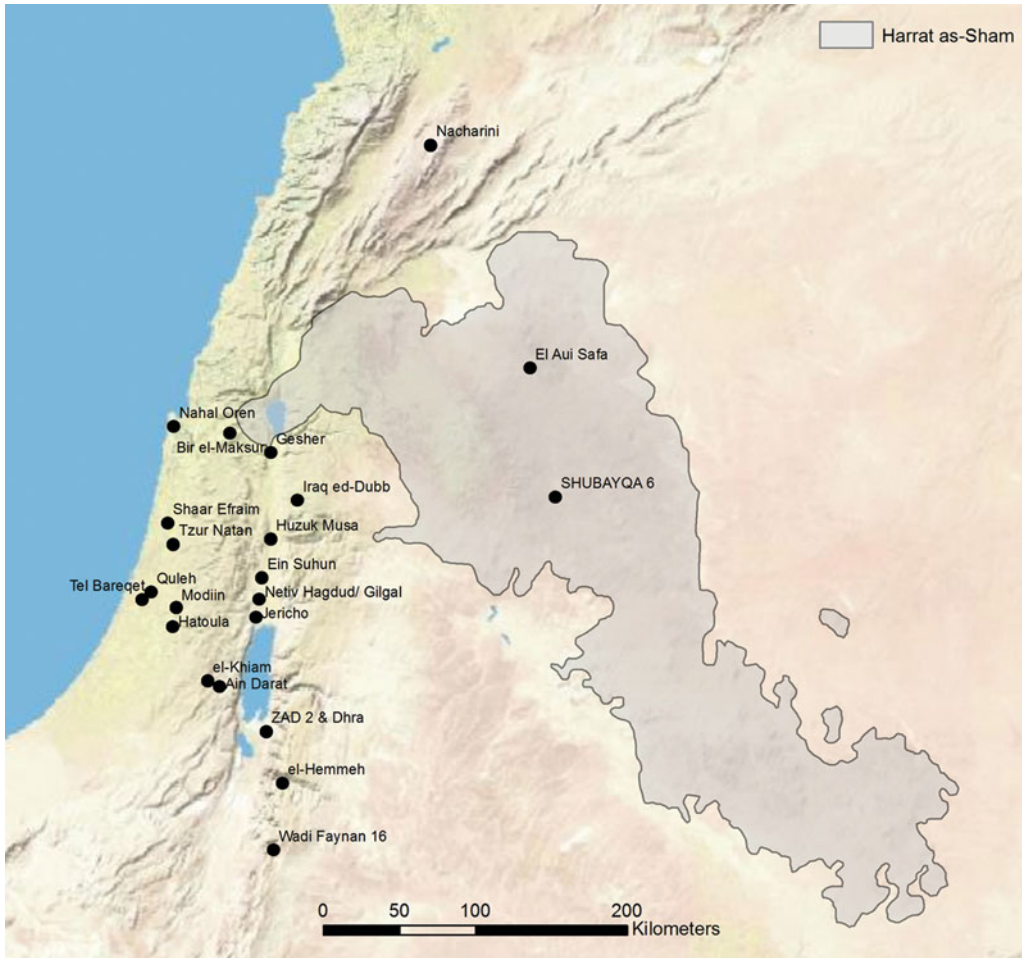 Harrat as-Sham
Nacharini
El Aui Safa
Nahal Oren
Bir el-Maksur
Gesher
Iraq ed-Dubb
SHUBAYQA 6
Shaar Efraim
Tzur Natan
Huzuk Musa
Ein Suhun
Tel Bareqet
Quleh
Netiv Hagdud/ Gilgal
Modiin
Jericho
Hatoula
el-Khiam
Ain Darat
ZAD 2 & Dhra
el-Hemmeh
Wadi Faynan 16
0 50 100 200
Kilometers